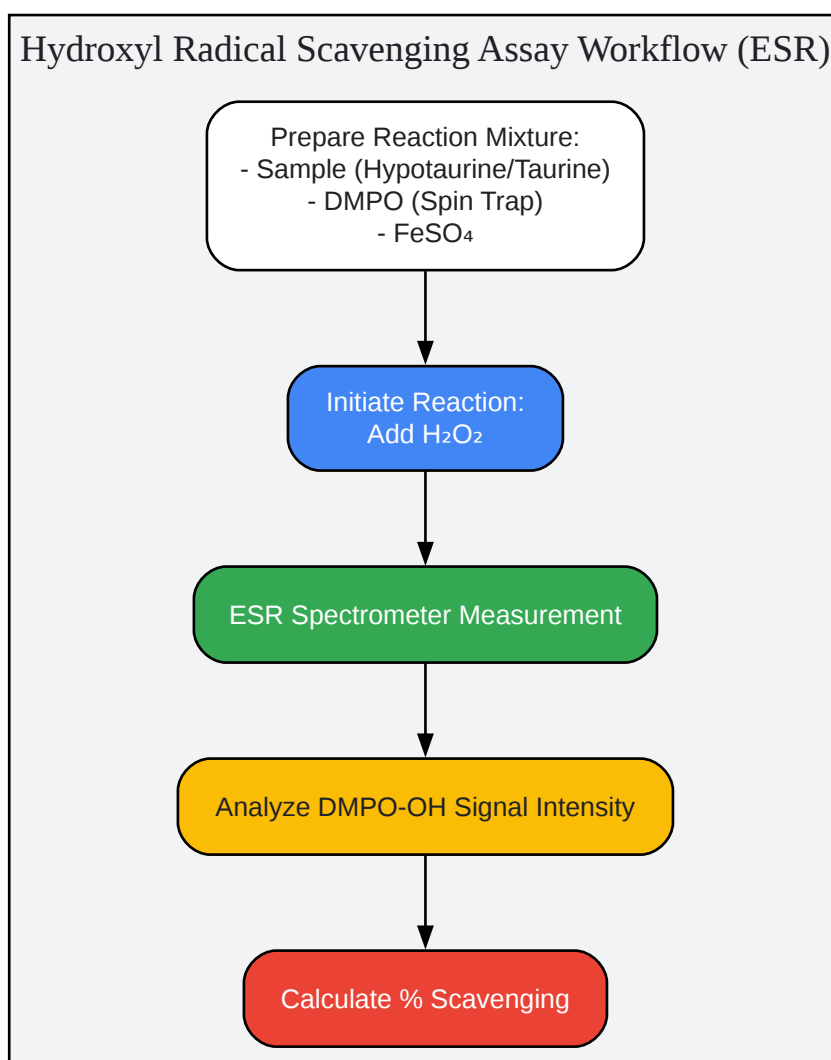 Hydroxyl Radical Scavenging Assay Workflow (ESR)
Prepare Reaction Mixture:
- Sample (Hypotaurine/Taurine)
- DMPO (Spin Trap)
- FeSO₄
Initiate Reaction:
Add H₂O₂
ESR Spectrometer Measurement
Analyze DMPO-OH Signal Intensity
Calculate % Scavenging